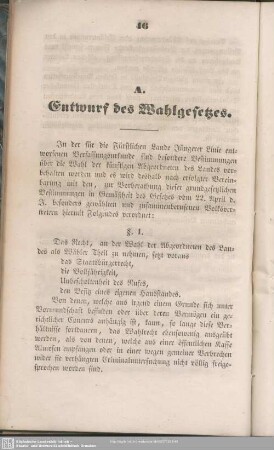 46
A.
Entwurf des Wahlgesetzes.
In der für die Fürstlichen Lande Jüngerer Linie ent-
worfenen Verfassungsurkunde sind besondere Bestimmungen
über die Wahl der künftigen Abgeordneten des Landes vor-
behalten worden und es wird deshalb nach erfolgter Verein-
barung mit den, zur Vorberathung dieser grundgesetzlichen
Bestimmungen in Gemäßheit des Gesetzes vom 22. April d.
J. besonders gewählten und zusammenberufenen Volksver-
tretern hiermit Folgendes verordnet:
§. 1.
Das Recht, an der Wahl der Abgeordneten des Lan-
des als Wähler Theil zu nehmen, setzt voraus
das Staatsbürgerrecht,
die Volljährigkeit,
Unbescholtenheit des Rufes,
den Besitz eines eigenen Hausstandes.
Von denen, welche aus irgend einem Grunde sich unter
Vormundschaft befinden oder über deren Vermögen ein ge-
richtlicher Concurs anhängig ist, kann, so lange diese Ver-
hältnisse fortdauern, das Wahlrecht ebensowenig ausgeübt
werden, als von denen, welche aus einer öffentlichen Kasse
Almosen empfangen oder in einer wegen gemeiner Verbrechen
wider sie verhängten Criminaluntersuchung nicht völlig freige-
sprochen worden sind.